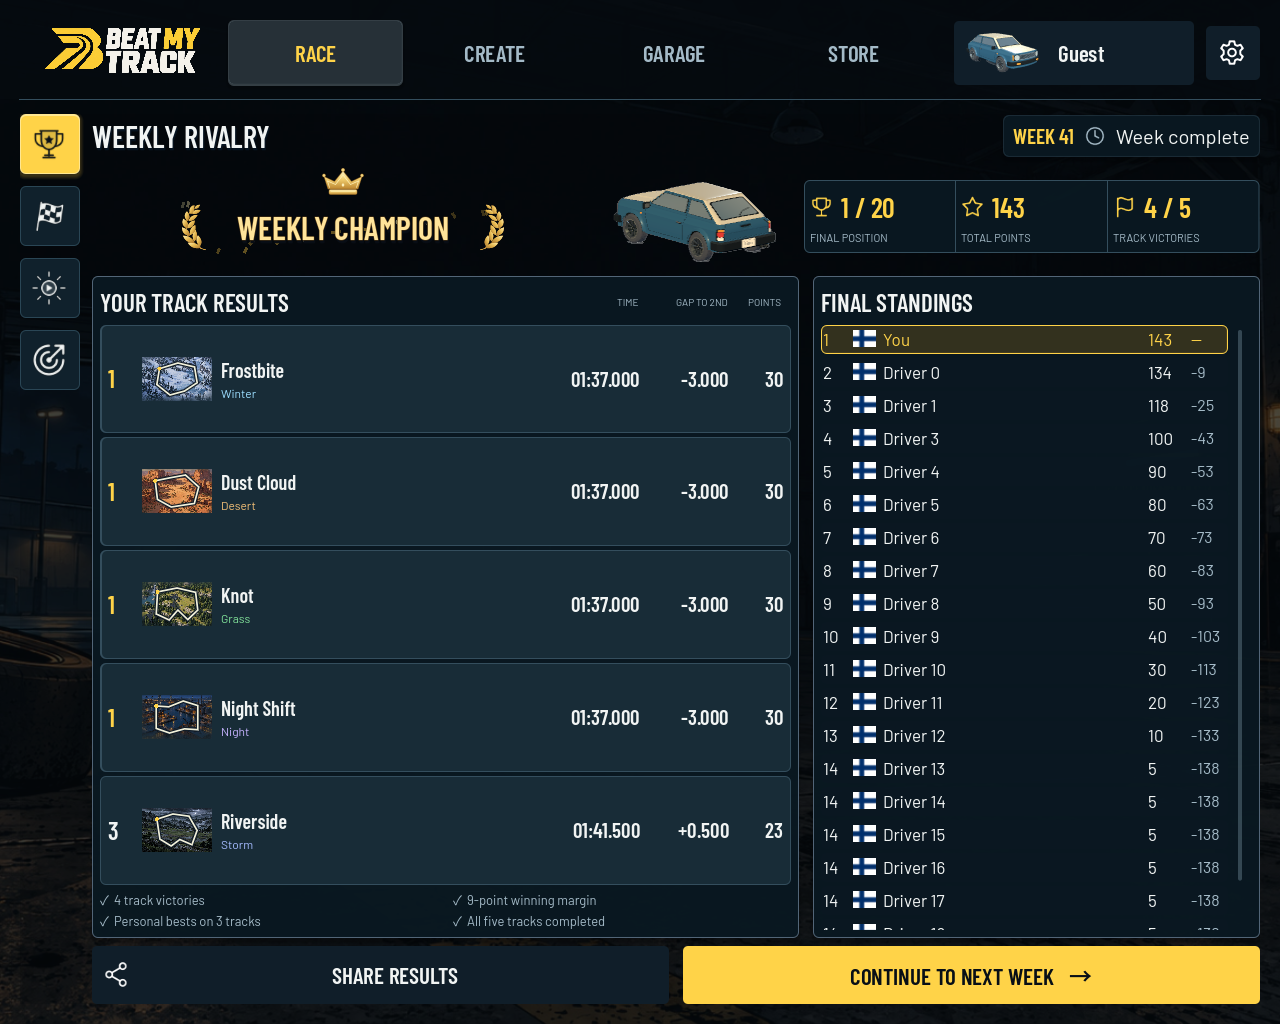 BEAT MY TRACK
RACE
CREATE
GARAGE
STORE
Guest
WEEKLY RIVALRY
WEEK 41
Week complete
WEEKLY CHAMPION
1 / 20
FINAL POSITION
143
TOTAL POINTS
4 / 5
TRACK VICTORIES
YOUR TRACK RESULTS
TIME
GAP TO 2ND
POINTS
1 Frostbite 01:37.000 -3.000 30
Winter
1 Dust Cloud 01:37.000 -3.000 30
Desert
1 Knot 01:37.000 -3.000 30
Grass
1 Night Shift 01:37.000 -3.000 30
Night
3 Riverside 01:41.500 +0.500 23
Storm
✓ 4 track victories
✓ 9-point winning margin
✓ Personal bests on 3 tracks
✓ All five tracks completed
FINAL STANDINGS
1 You 143 –
2 Driver 0 134 -9
3 Driver 1 118 -25
4 Driver 3 100 -43
5 Driver 4 90 -53
6 Driver 5 80 -63
7 Driver 6 70 -73
8 Driver 7 60 -83
9 Driver 8 50 -93
10 Driver 9 40 -103
11 Driver 10 30 -113
12 Driver 11 20 -123
13 Driver 12 10 -133
14 Driver 13 5 -138
14 Driver 14 5 -138
14 Driver 15 5 -138
14 Driver 16 5 -138
14 Driver 17 5 -138
SHARE RESULTS
CONTINUE TO NEXT WEEK →